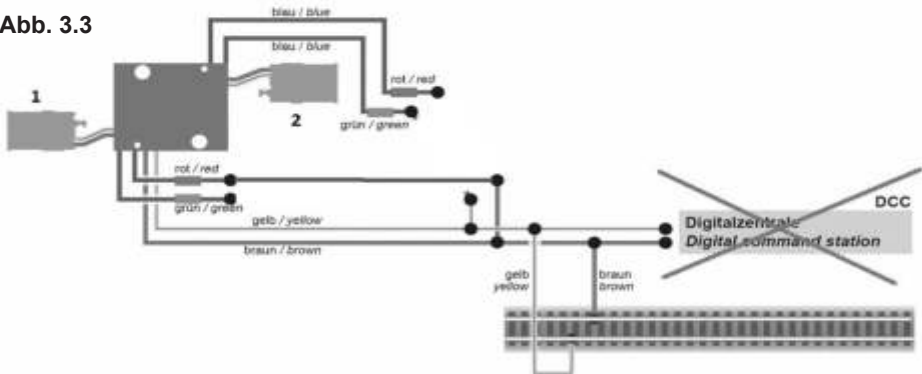 Abb. 3.3
blau / blue
blau / blue
rot / red
grün / green
1
2
rot / red
grün / green
gelb / yellow
braun / brown
DCC
Digitalzentrale
Digital command station
gelb
yellow
braun
brown